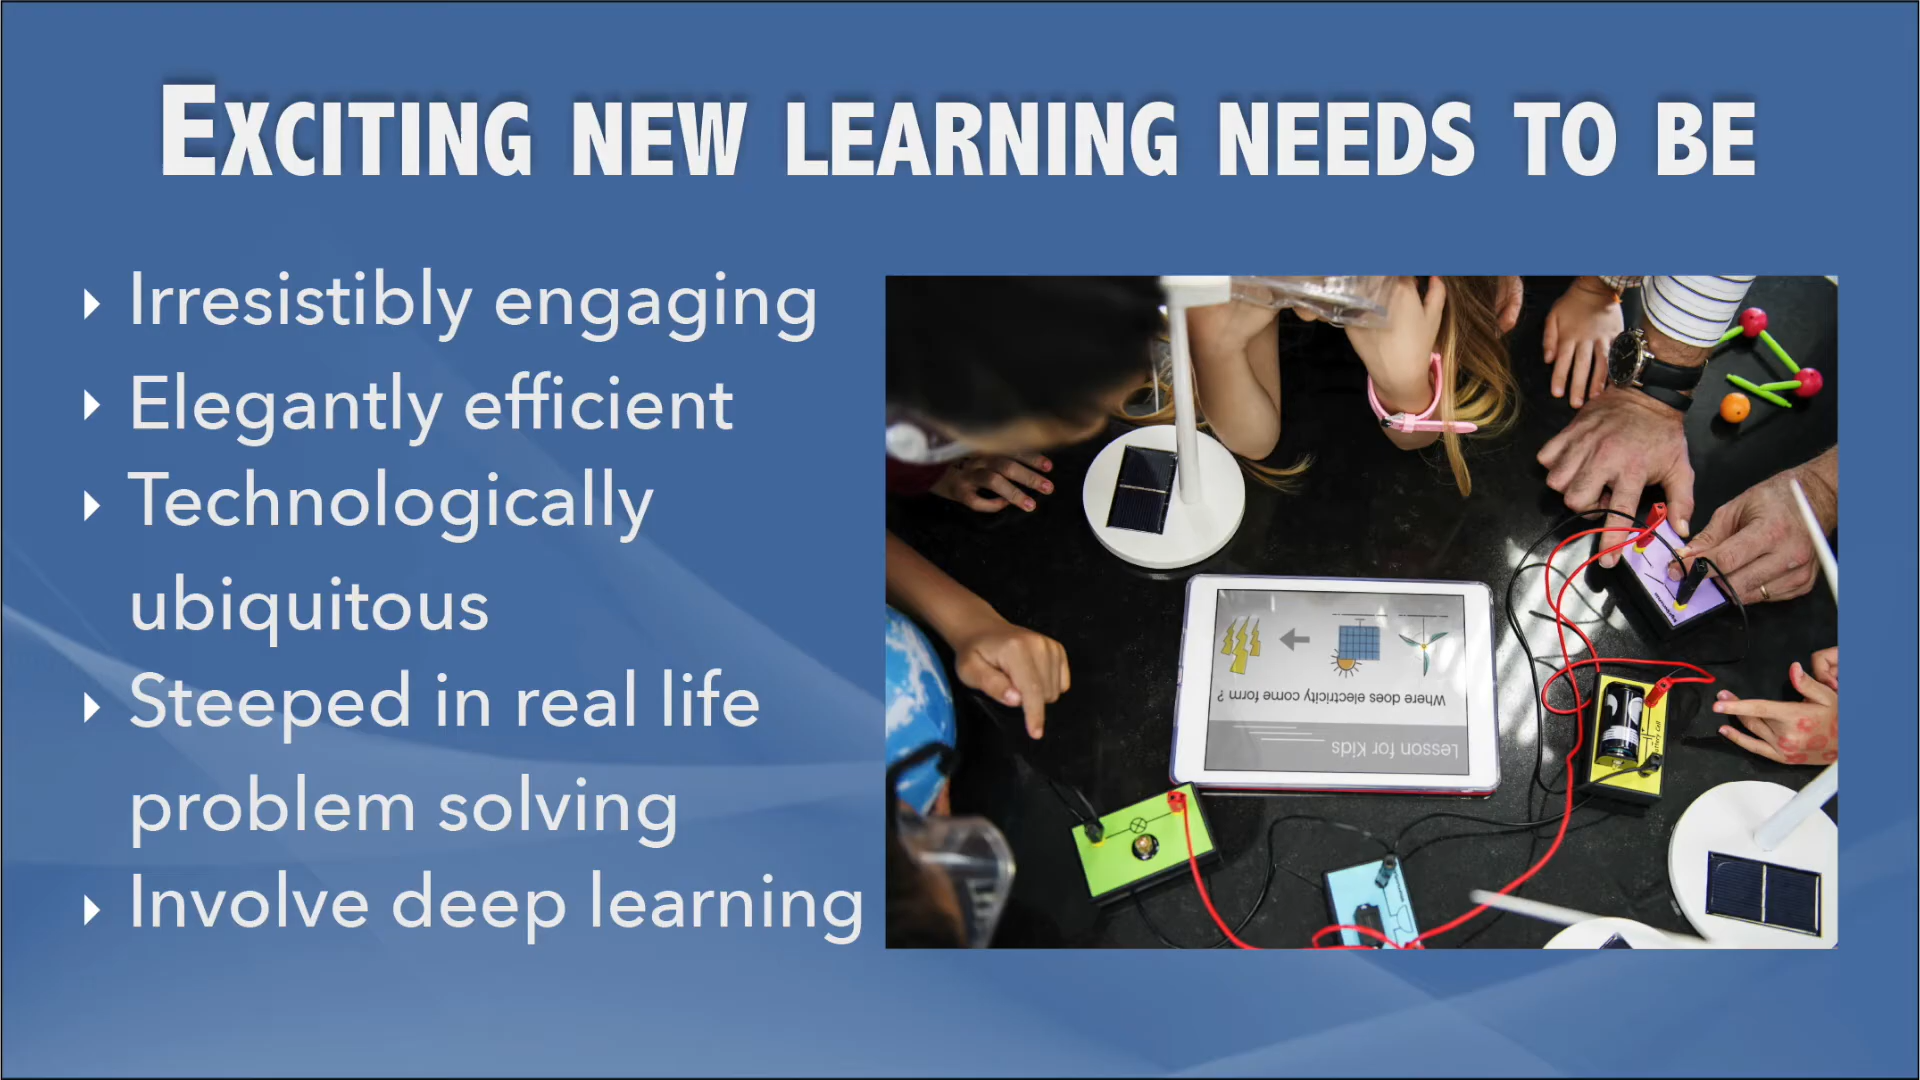 EXCITING NEW LEARNING NEEDS TO BE
Irresistibly engaging
Elegantly efficient
Technologically
ubiquitous
Steeped in real life
problem solving
Involve deep learning
Lesson for Kids
Where does electricity come form ?